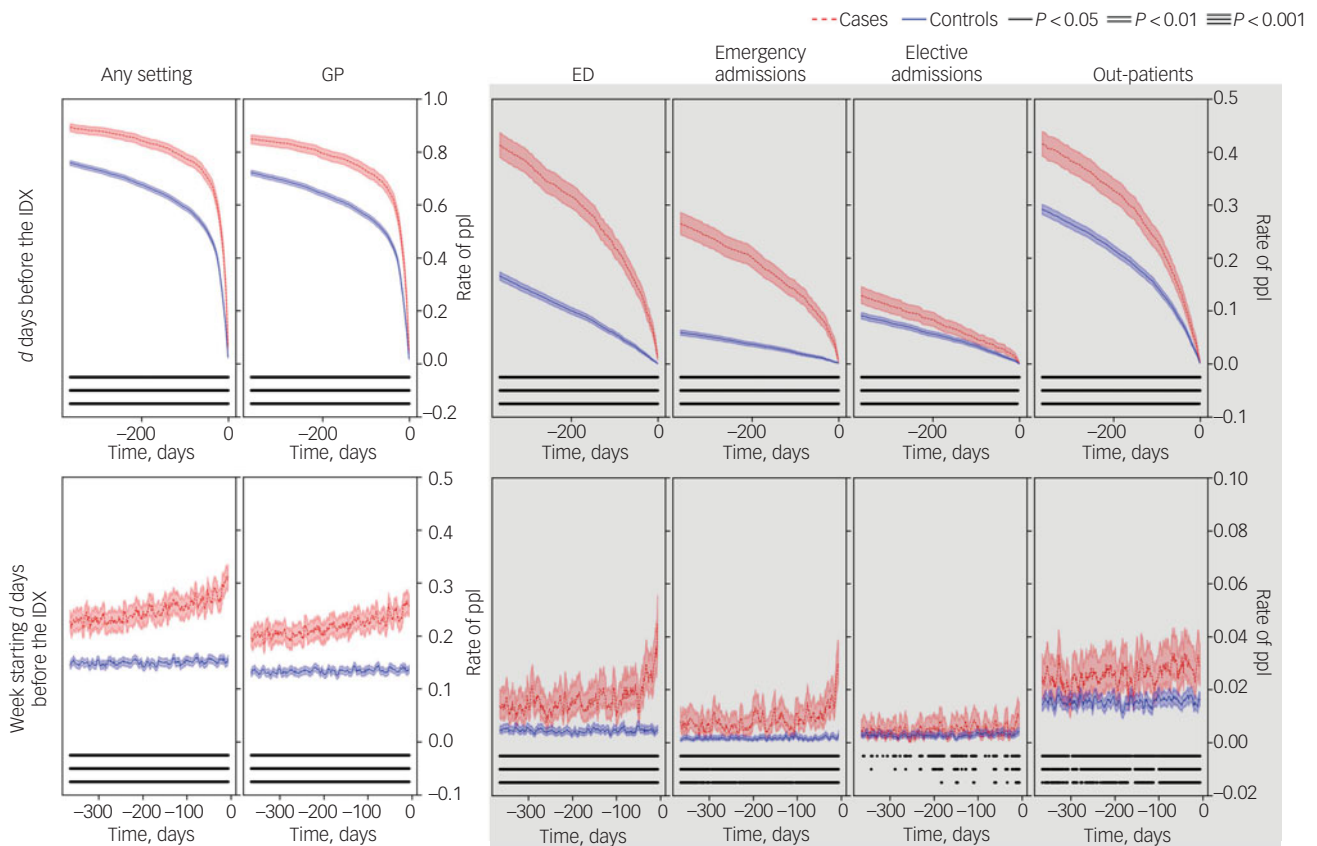 Cases Controls P < 0.05 P < 0.01 P < 0.001
Any setting GP ED Emergency admissions Elective admissions Out-patients
d days before the IDX
1.0
0.8
0.6
0.4
0.2
0.0
–0.2
Rate of ppl
0.5
0.4
0.3
0.2
0.1
0.0
–0.1
Rate of ppl
–200 0 –200 0 –200 0 –200 0 –200 0 –200 0
Time, days Time, days Time, days Time, days Time, days Time, days
Week starting d days
before the IDX
0.5
0.4
0.3
0.2
0.1
0.0
–0.1
Rate of ppl
0.10
0.08
0.06
0.04
0.02
0.00
–0.02
Rate of ppl
–300 –200 –100 0 –300 –200 –100 0 –300 –200 –100 0 –300 –200 –100 0 –300 –200 –100 0 –300 –200 –100 0
Time, days Time, days Time, days Time, days Time, days Time, days